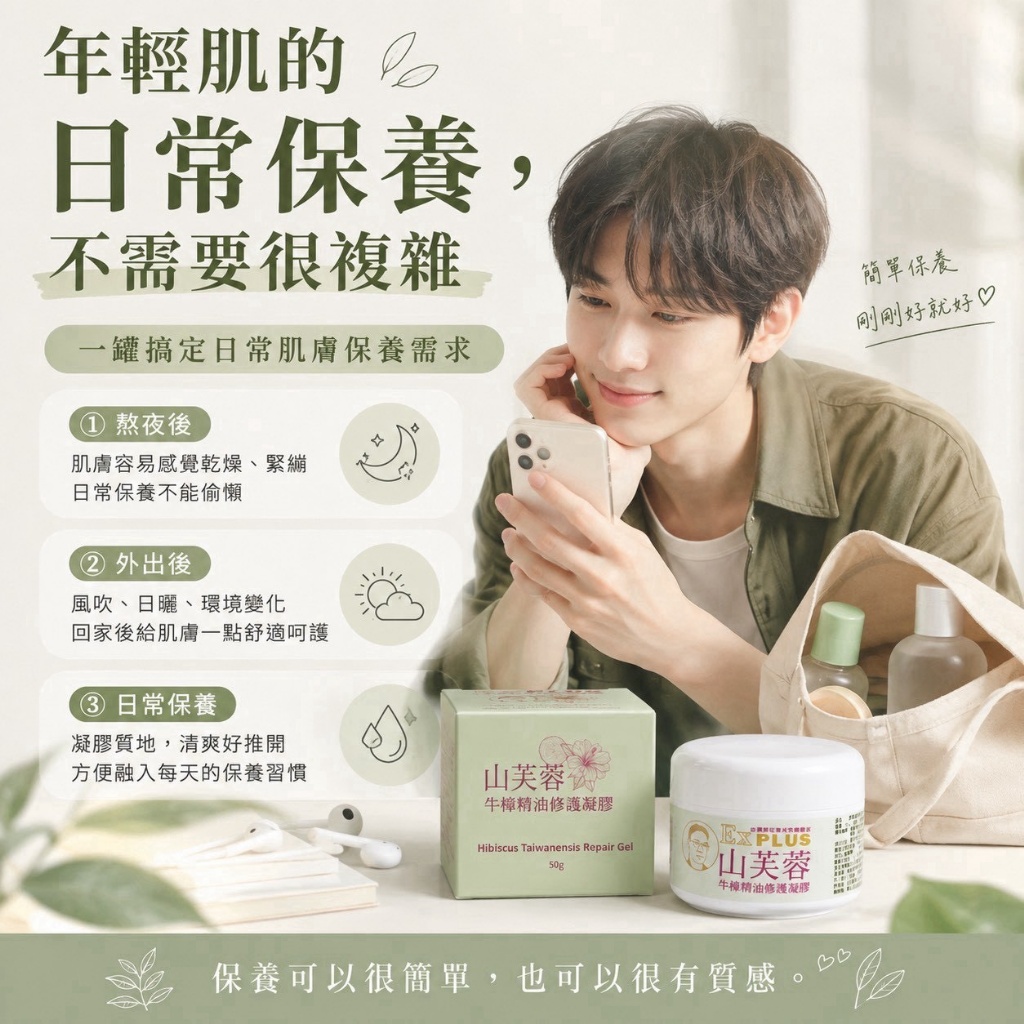 年輕肌的
日常保養，
不需要很複雜
簡單保養
剛剛好就好♡
一罐搞定日常肌膚保養需求
① 熬夜後
肌膚容易感覺乾燥、緊繃
日常保養不能偷懶
② 外出後
風吹、日曬、環境變化
回家後給肌膚一點舒適呵護
③ 日常保養
凝膠質地，清爽好推開
方便融入每天的保養習慣
山芙蓉
牛樟精油修護凝膠
Hibiscus Taiwanensis Repair Gel
50g
Ex PLUS
山芙蓉
牛樟精油修護凝膠
保養可以很簡單，也可以很有質感。